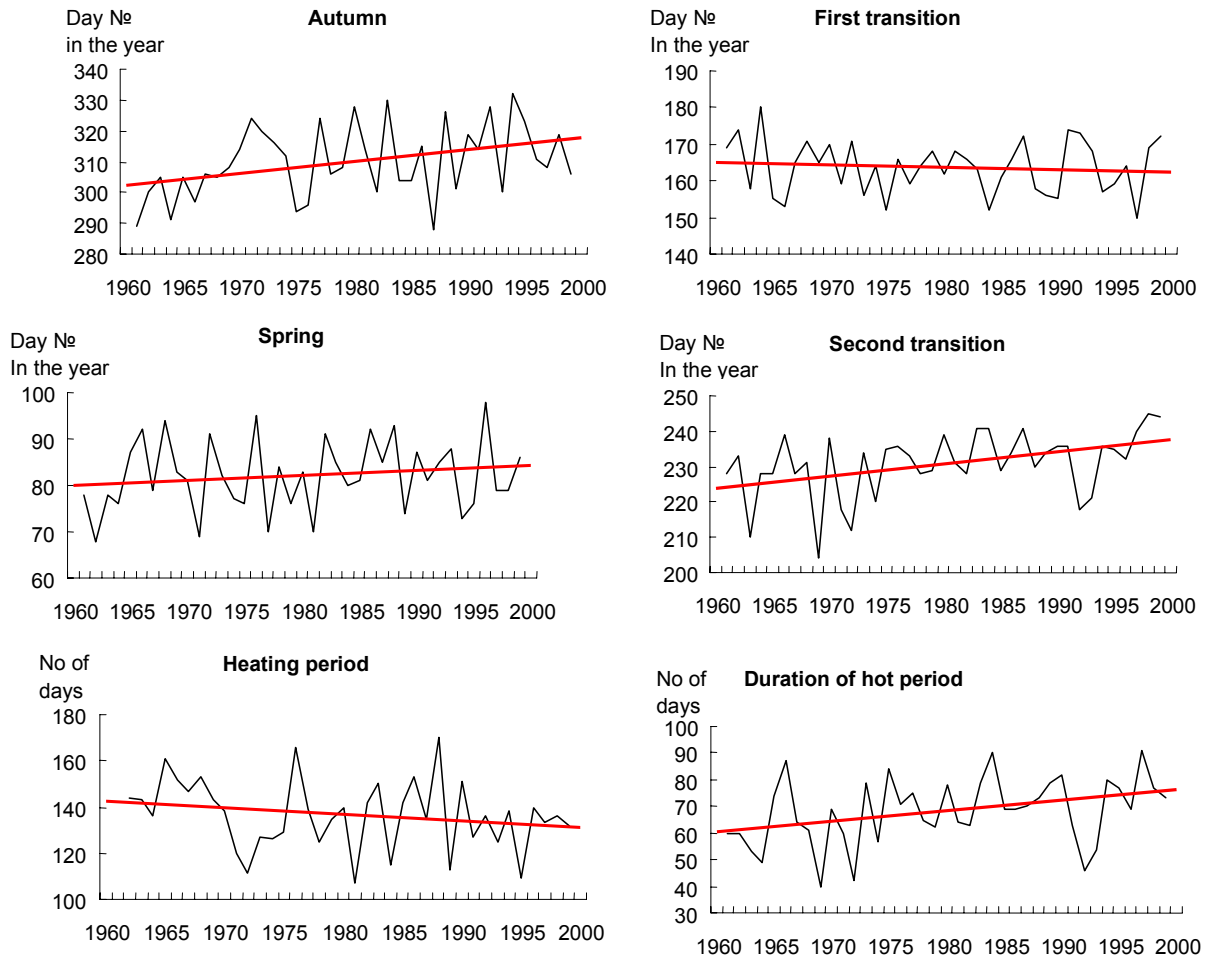 Day №
in the year
Autumn
340
330
320
310
300
290
280
1960 1965 1970 1975 1980 1985 1990 1995 2000
Day №
In the year
First transition
190
180
170
160
150
140
1960 1965 1970 1975 1980 1985 1990 1995 2000
Day №
In the year
Spring
100
90
80
70
60
1960 1965 1970 1975 1980 1985 1990 1995 2000
Day №
In the year
Second transition
250
240
230
220
210
200
1960 1965 1970 1975 1980 1985 1990 1995 2000
No of
days
Heating period
180
160
140
120
100
1960 1965 1970 1975 1980 1985 1990 1995 2000
No of
days
Duration of hot period
100
90
80
70
60
50
40
30
1960 1965 1970 1975 1980 1985 1990 1995 2000